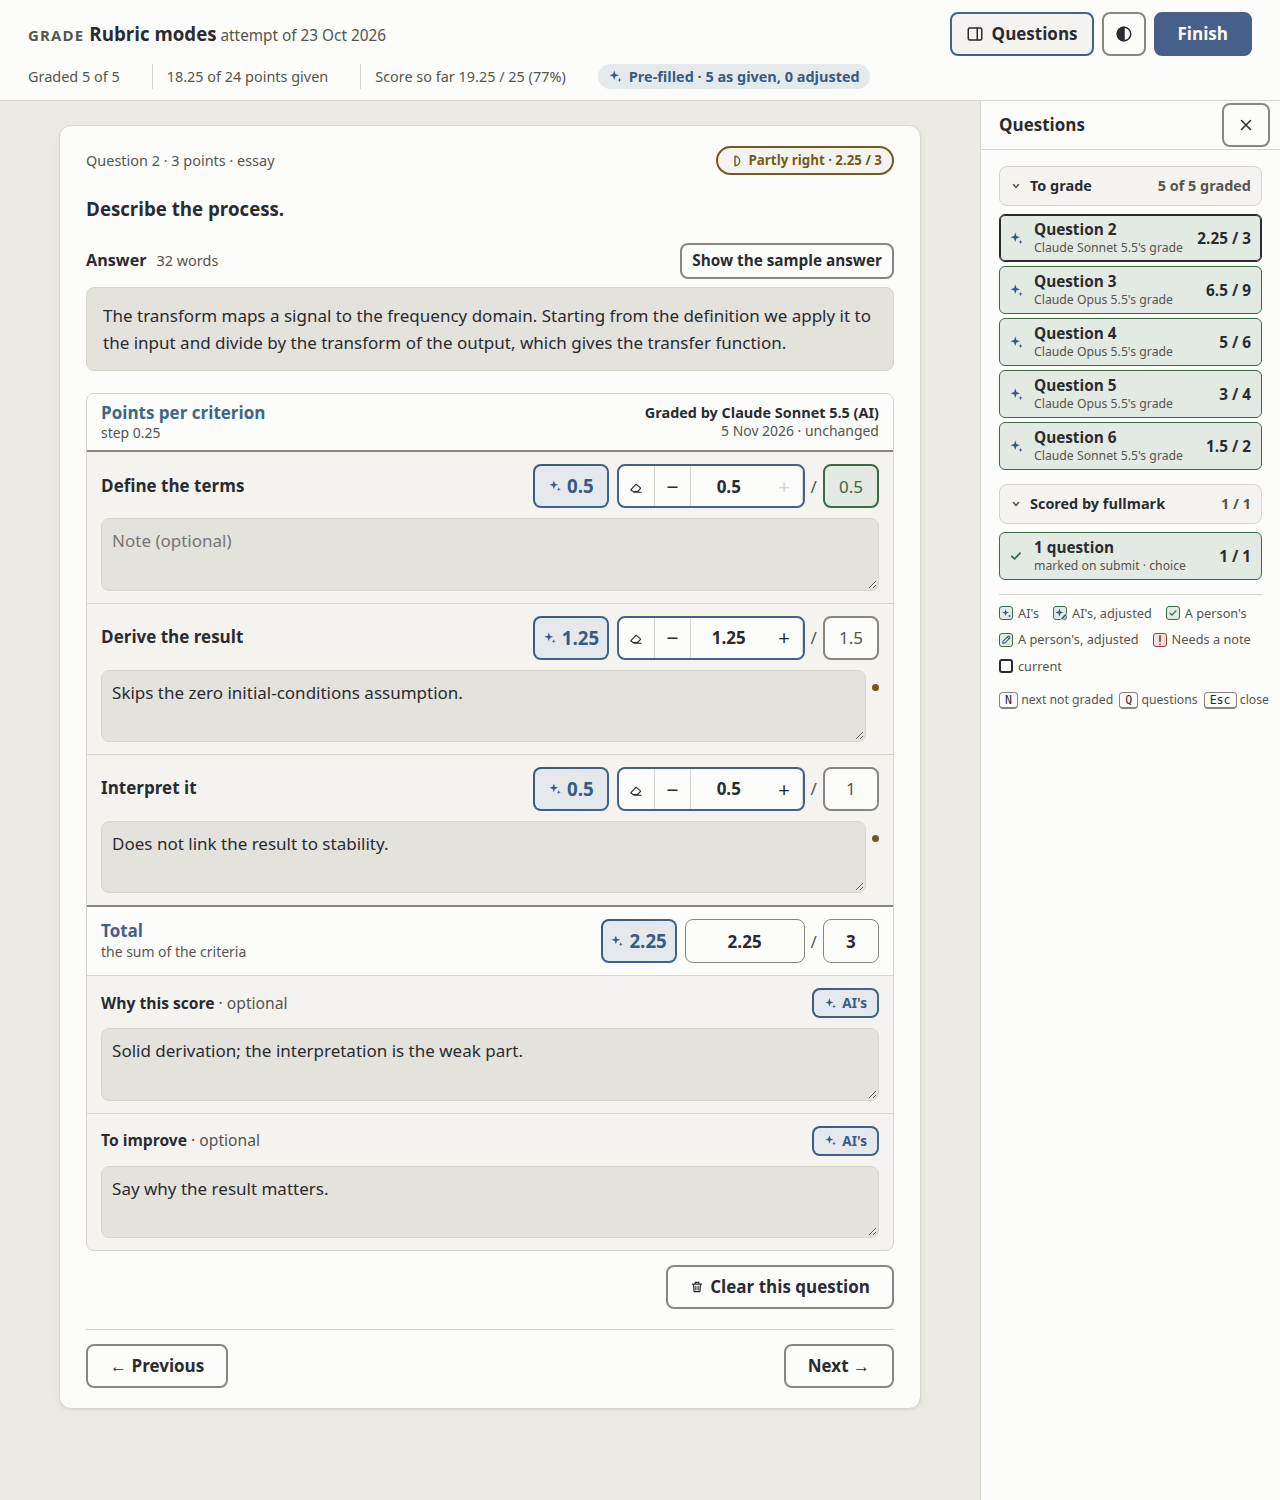 GRADE Rubric modes attempt of 23 Oct 2026
Questions
Finish
Graded 5 of 5
18.25 of 24 points given
Score so far 19.25 / 25 (77%)
Pre-filled · 5 as given, 0 adjusted
Question 2 · 3 points · essay
Partly right · 2.25 / 3
Describe the process.
Answer 32 words
Show the sample answer
The transform maps a signal to the frequency domain. Starting from the definition we apply it to
the input and divide by the transform of the output, which gives the transfer function.
Points per criterion
step 0.25
Graded by Claude Sonnet 5.5 (AI)
5 Nov 2026 · unchanged
Define the terms
0.5
− 0.5 +
/ 0.5
Note (optional)
Derive the result
1.25
− 1.25 +
/ 1.5
Skips the zero initial-conditions assumption.
Interpret it
0.5
− 0.5 +
/ 1
Does not link the result to stability.
Total
the sum of the criteria
2.25
2.25
/ 3
Why this score · optional
AI's
Solid derivation; the interpretation is the weak part.
To improve · optional
AI's
Say why the result matters.
Clear this question
← Previous
Next →
Questions
To grade
5 of 5 graded
Question 2
Claude Sonnet 5.5's grade
2.25 / 3
Question 3
Claude Opus 5.5's grade
6.5 / 9
Question 4
Claude Opus 5.5's grade
5 / 6
Question 5
Claude Opus 5.5's grade
3 / 4
Question 6
Claude Sonnet 5.5's grade
1.5 / 2
Scored by fullmark
1 / 1
1 question
marked on submit · choice
1 / 1
AI's
AI's, adjusted
A person's
A person's, adjusted
! Needs a note
current
N next not graded Q questions Esc close